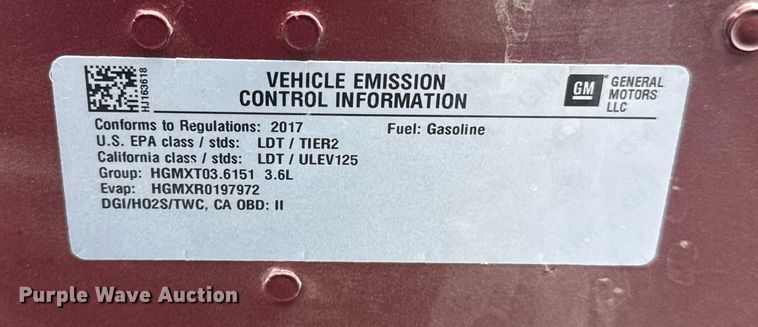 HJ163618
VEHICLE EMISSION
CONTROL INFORMATION
GM
GENERAL
MOTORS
LLC
Conforms to Regulations: 2017 Fuel: Gasoline
U.S. EPA class / stds: LDT / TIER2
California class / stds: LDT / ULEV125
Group: HGMXT03.6151 3.6L
Evap: HGMXR0197972
DGI/HO2S/TWC, CA OBD: II
Purple Wave Auction